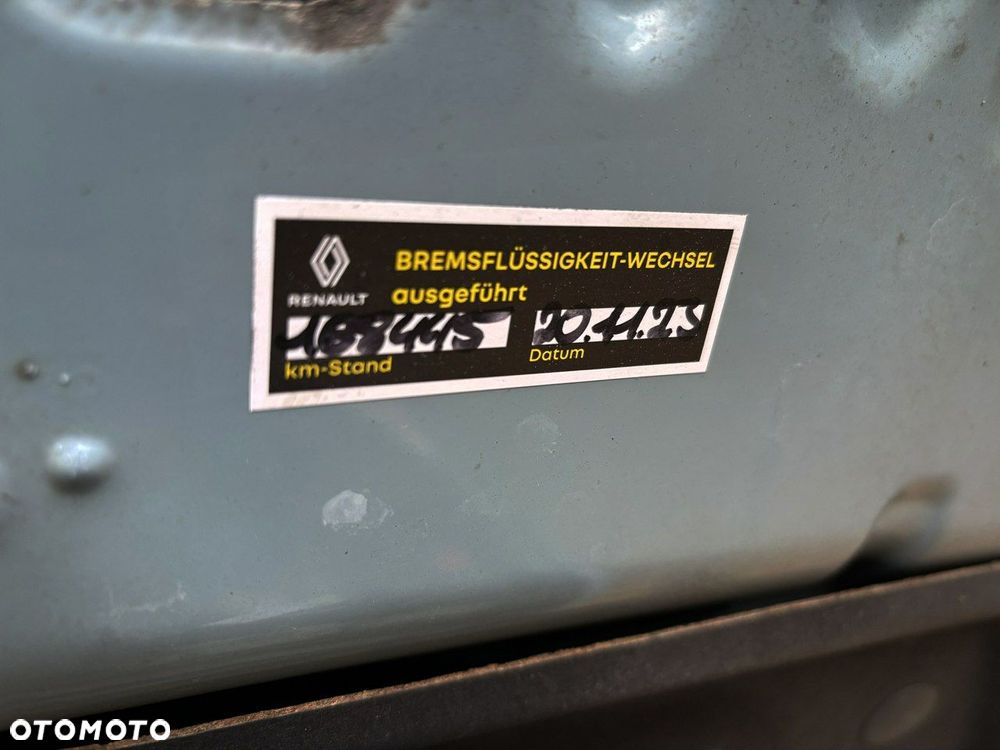 RENAULT
BREMSFLÜSSIGKEIT-WECHSEL
ausgeführt
km-Stand
Datum
OTOMOTO